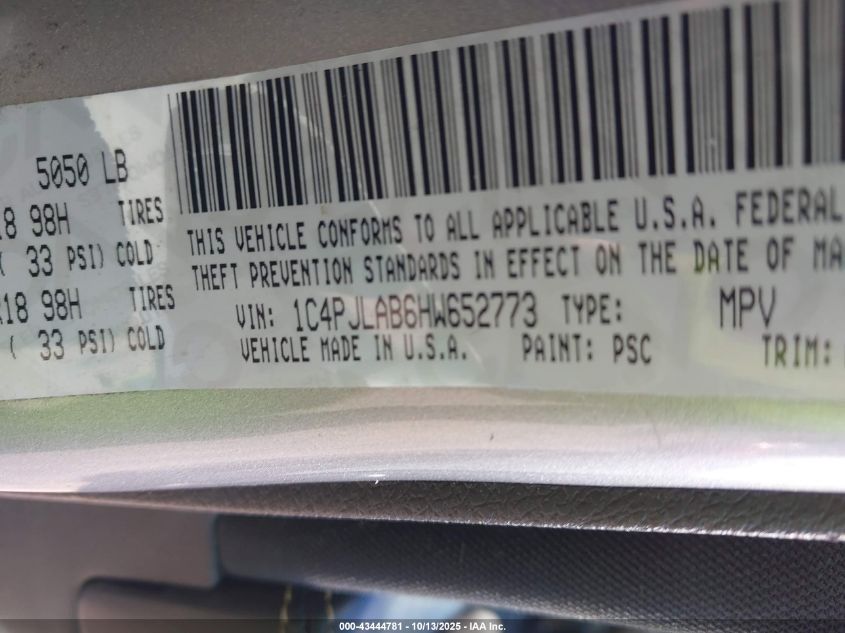 5050 LB
18 98H TIRES
( 33 PSI) COLD
R18 98H TIRES
( 33 PSI) COLD
THIS VEHICLE CONFORMS TO ALL APPLICABLE U.S.A. FEDERAL
THEFT PREVENTION STANDARDS IN EFFECT ON THE DATE OF MA
VIN: 1C4PJLAB6HW652773 TYPE: MPV
VEHICLE MADE IN U.S.A. PAINT: PSC TRIM:
000-43444781 - 10/13/2025 - IAA Inc.